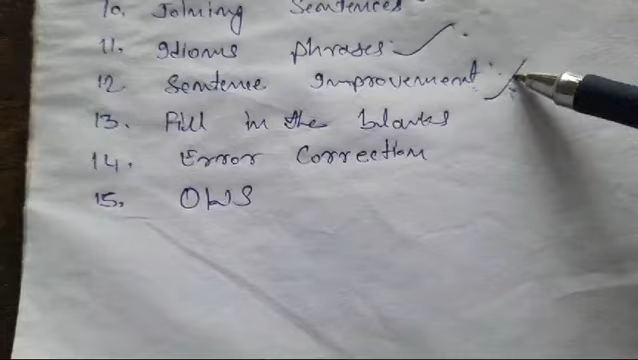 10. Joining Sentences
11. Idioms phrases.
12. Sentence Improvement
13. Fill in the blanks
14. Error Correction
15. OWS